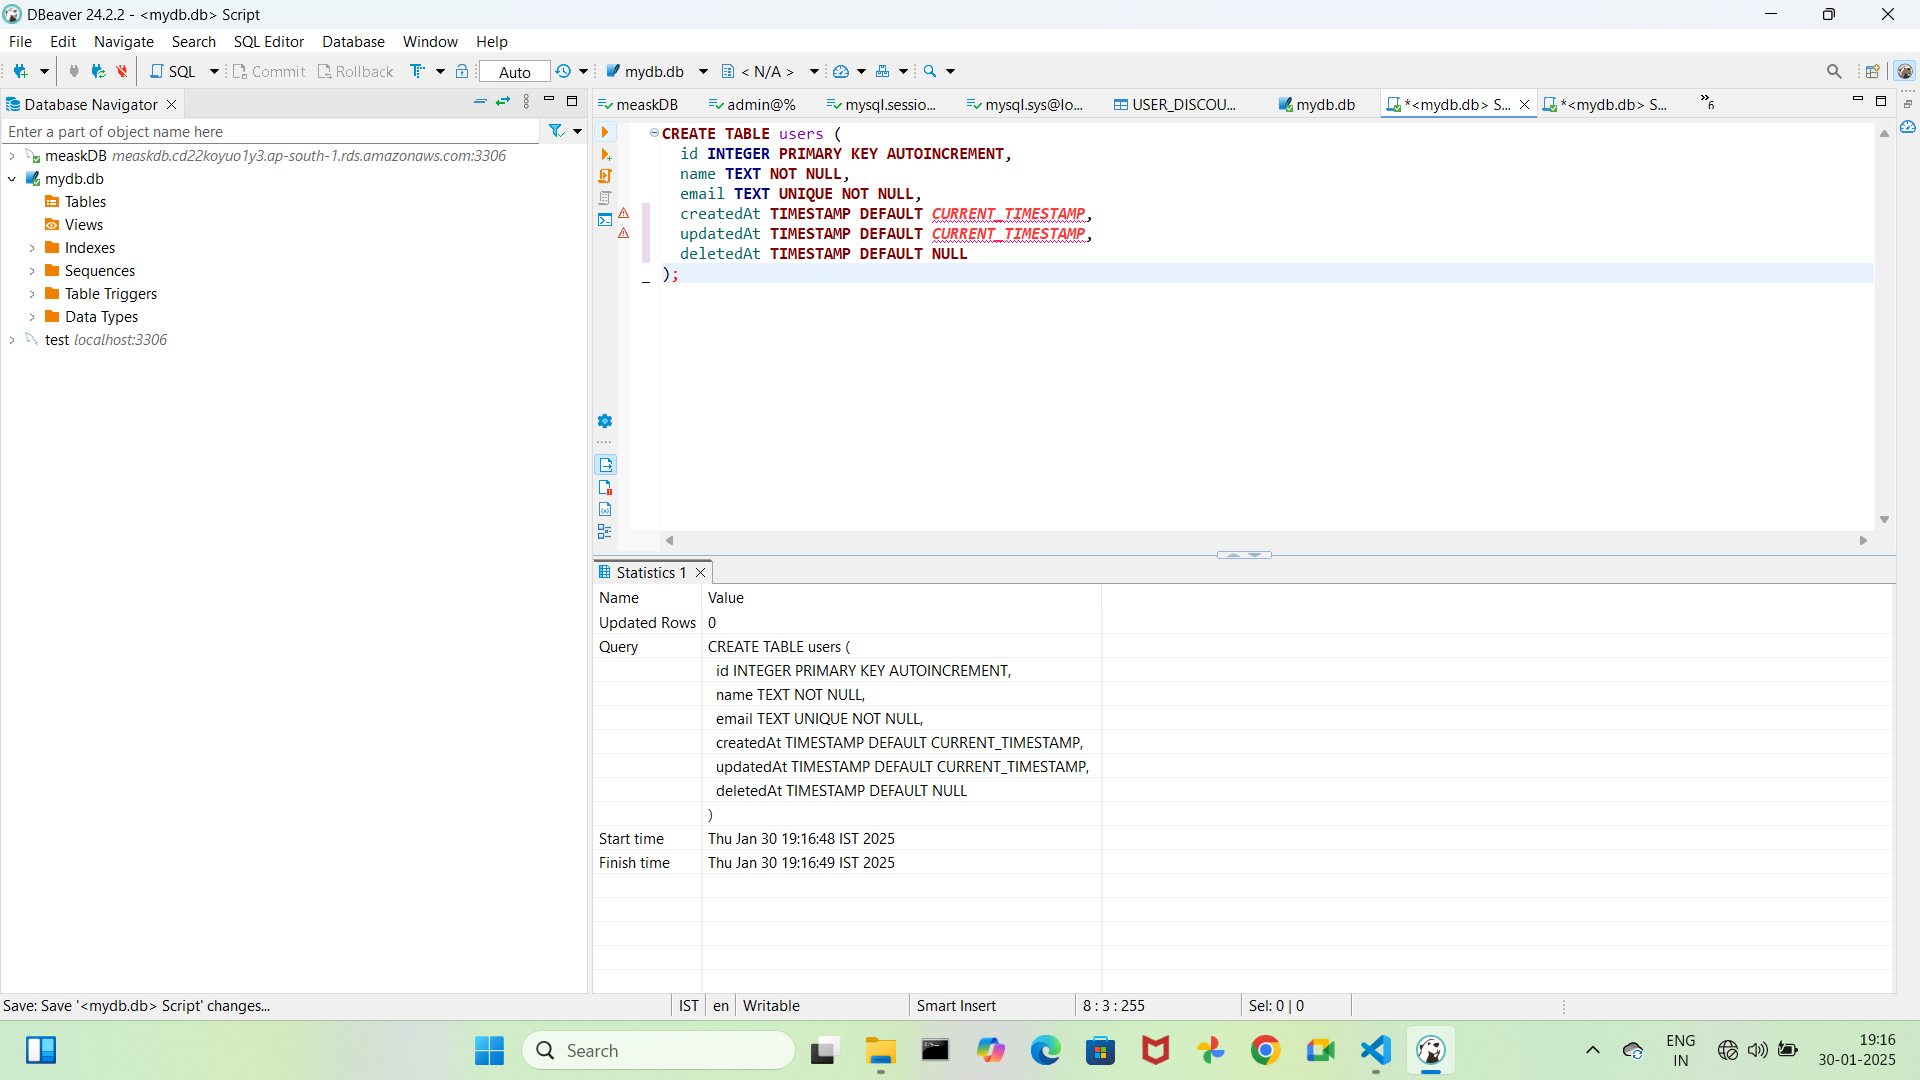 DBeaver 24.2.2 - <mydb.db> Script
File Edit Navigate Search SQL Editor Database Window Help
SQL Commit Rollback Auto mydb.db < N/A >
Database Navigator
Enter a part of object name here
measkDB measkdb.cd22koyuo1y3.ap-south-1.rds.amazonaws.com:3306
mydb.db
Tables
Views
Indexes
Sequences
Table Triggers
Data Types
test localhost:3306
measkDB admin@% mysql.sessio... mysql.sys@lo... USER_DISCOU... mydb.db *<mydb.db> S... *<mydb.db> S... »6
CREATE TABLE users (
id INTEGER PRIMARY KEY AUTOINCREMENT,
name TEXT NOT NULL,
email TEXT UNIQUE NOT NULL,
createdAt TIMESTAMP DEFAULT CURRENT_TIMESTAMP,
updatedAt TIMESTAMP DEFAULT CURRENT_TIMESTAMP,
deletedAt TIMESTAMP DEFAULT NULL
);
Statistics 1
Name Value
Updated Rows 0
Query CREATE TABLE users (
id INTEGER PRIMARY KEY AUTOINCREMENT,
name TEXT NOT NULL,
email TEXT UNIQUE NOT NULL,
createdAt TIMESTAMP DEFAULT CURRENT_TIMESTAMP,
updatedAt TIMESTAMP DEFAULT CURRENT_TIMESTAMP,
deletedAt TIMESTAMP DEFAULT NULL
)
Start time Thu Jan 30 19:16:48 IST 2025
Finish time Thu Jan 30 19:16:49 IST 2025
Save: Save '<mydb.db> Script' changes... IST en Writable Smart Insert 8 : 3 : 255 Sel: 0 | 0
Search
ENG
IN
19:16
30-01-2025